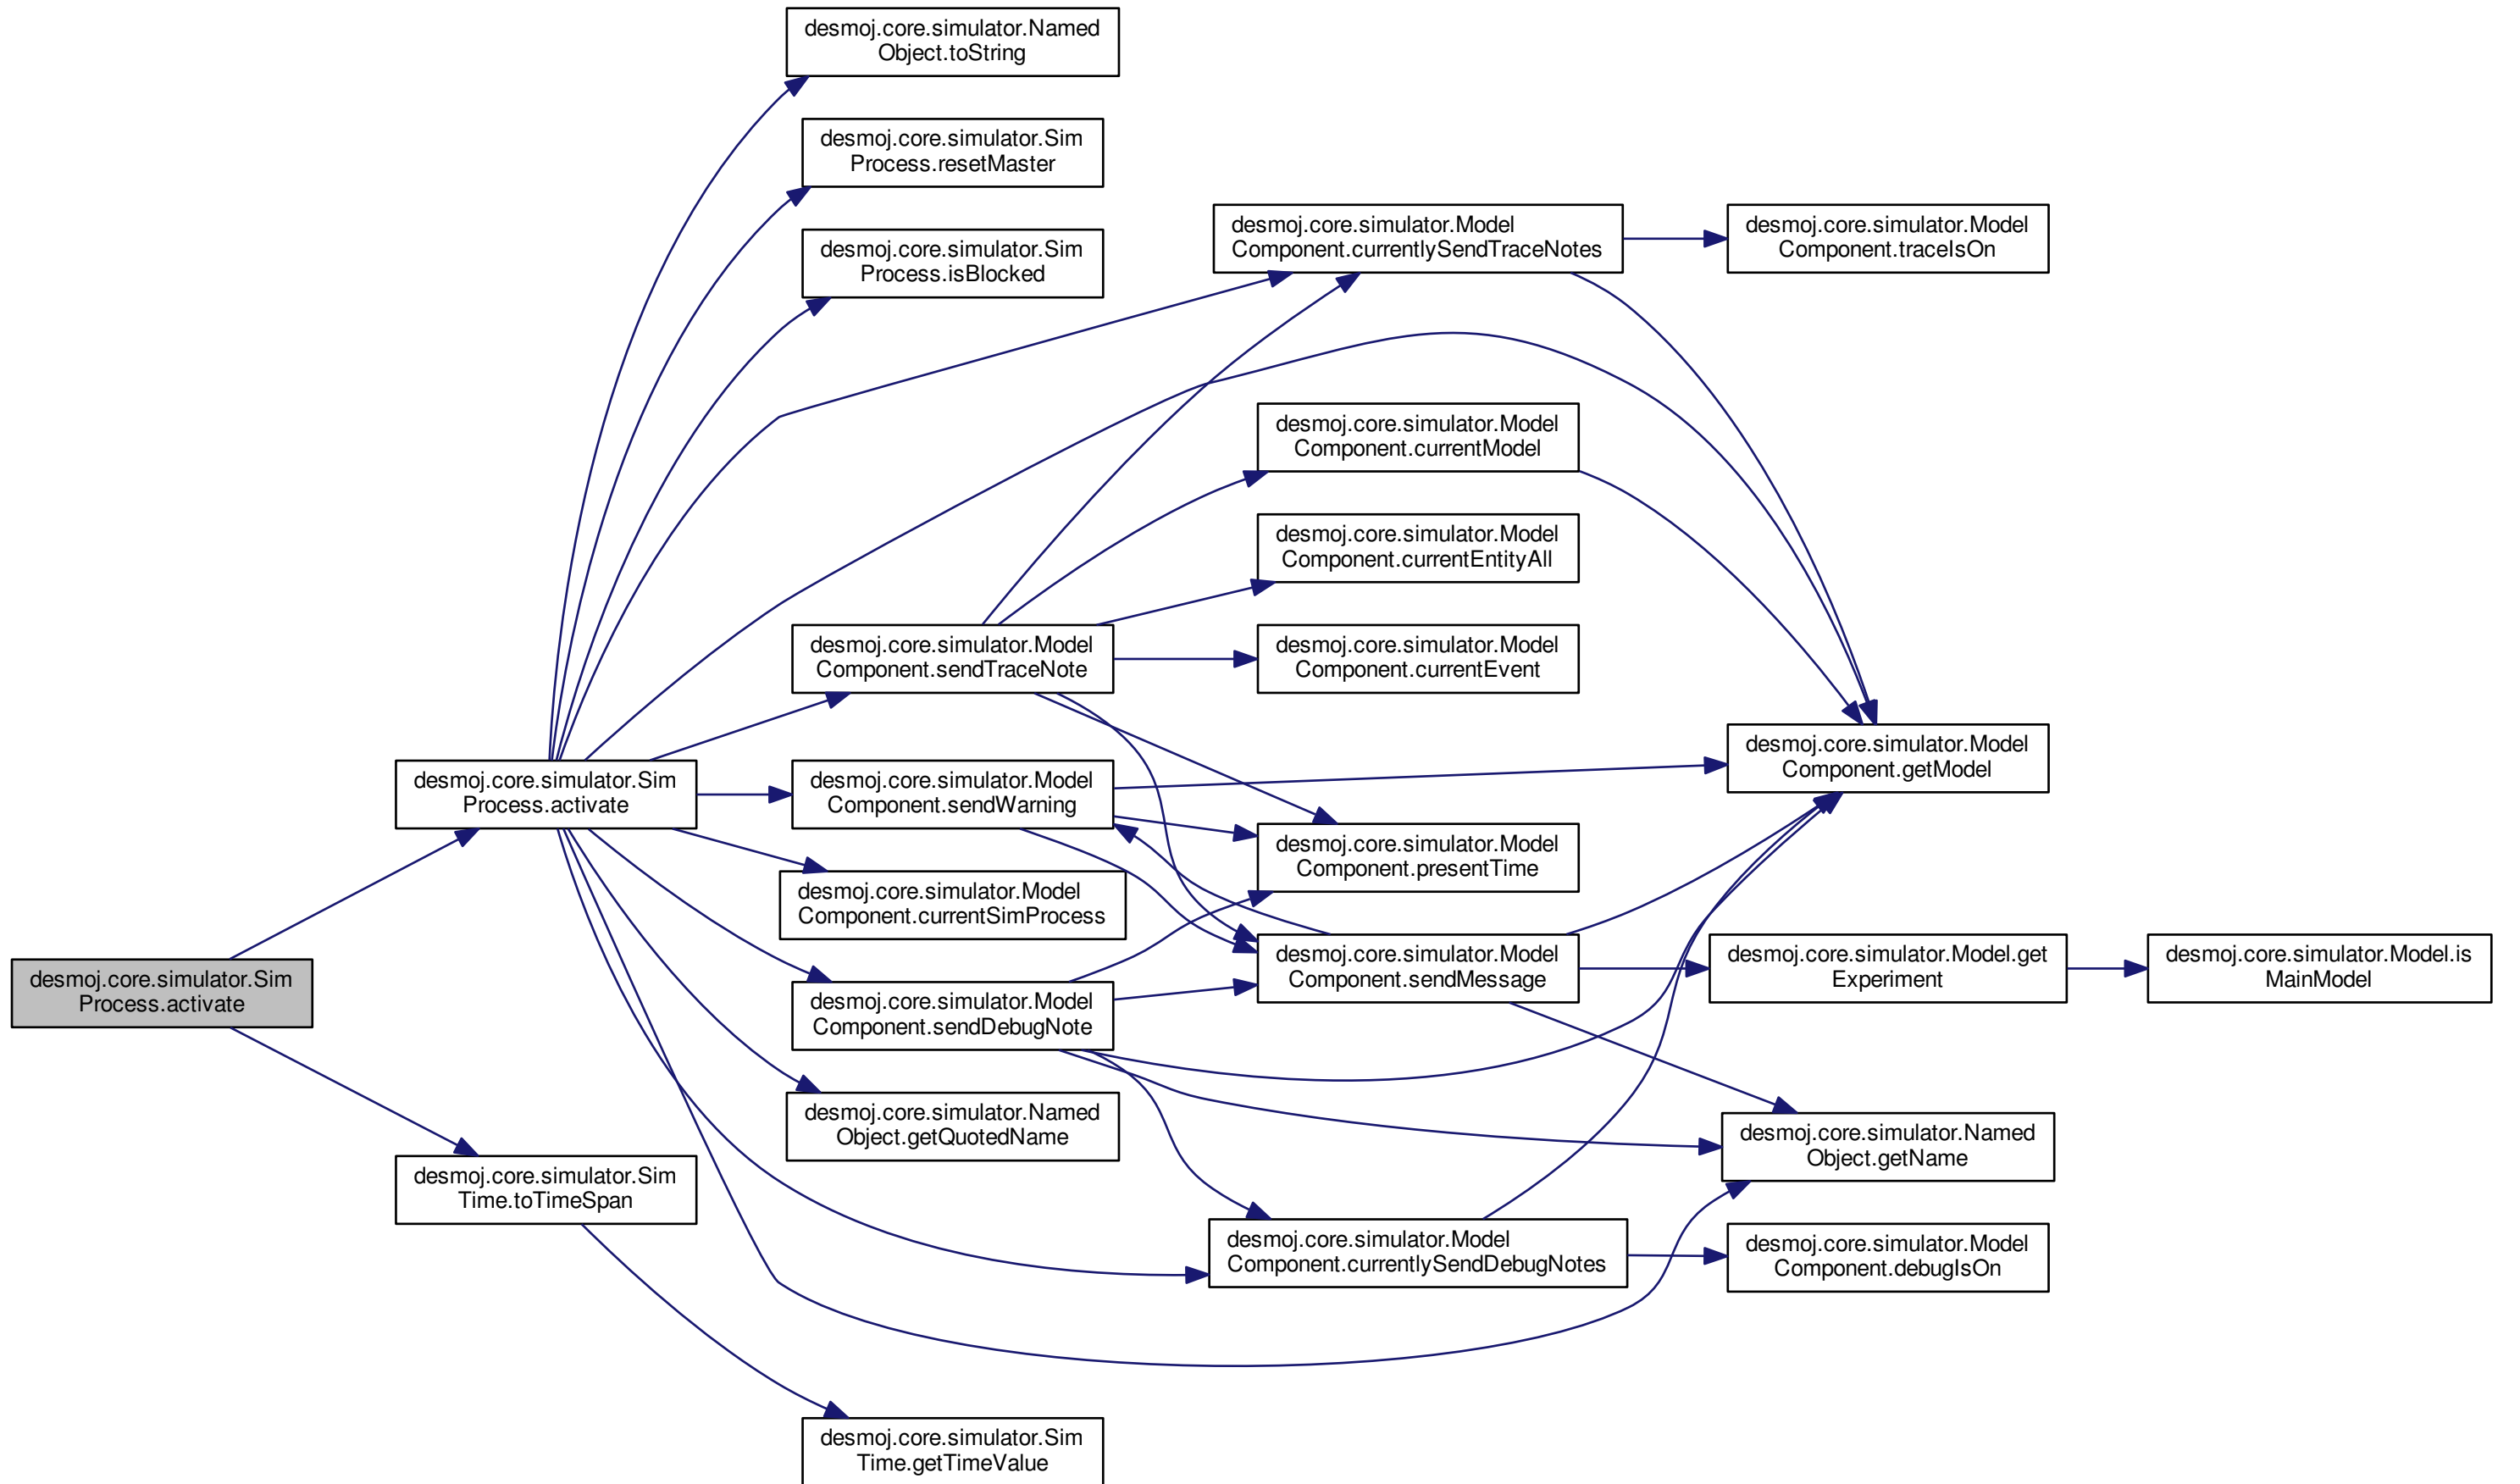 desmoj.core.simulator.Named
Object.toString
desmoj.core.simulator.Sim
Process.resetMaster
desmoj.core.simulator.Sim
Process.isBlocked
desmoj.core.simulator.Model
Component.currentlySendTraceNotes
desmoj.core.simulator.Model
Component.traceIsOn
desmoj.core.simulator.Model
Component.currentModel
desmoj.core.simulator.Model
Component.currentEntityAll
desmoj.core.simulator.Model
Component.sendTraceNote
desmoj.core.simulator.Model
Component.currentEvent
desmoj.core.simulator.Model
Component.getModel
desmoj.core.simulator.Sim
Process.activate
desmoj.core.simulator.Model
Component.sendWarning
desmoj.core.simulator.Model
Component.presentTime
desmoj.core.simulator.Model
Component.currentSimProcess
desmoj.core.simulator.Sim
Process.activate
desmoj.core.simulator.Model
Component.sendDebugNote
desmoj.core.simulator.Model
Component.sendMessage
desmoj.core.simulator.Model.get
Experiment
desmoj.core.simulator.Model.is
MainModel
desmoj.core.simulator.Named
Object.getQuotedName
desmoj.core.simulator.Named
Object.getName
desmoj.core.simulator.Sim
Time.toTimeSpan
desmoj.core.simulator.Model
Component.currentlySendDebugNotes
desmoj.core.simulator.Model
Component.debugIsOn
desmoj.core.simulator.Sim
Time.getTimeValue